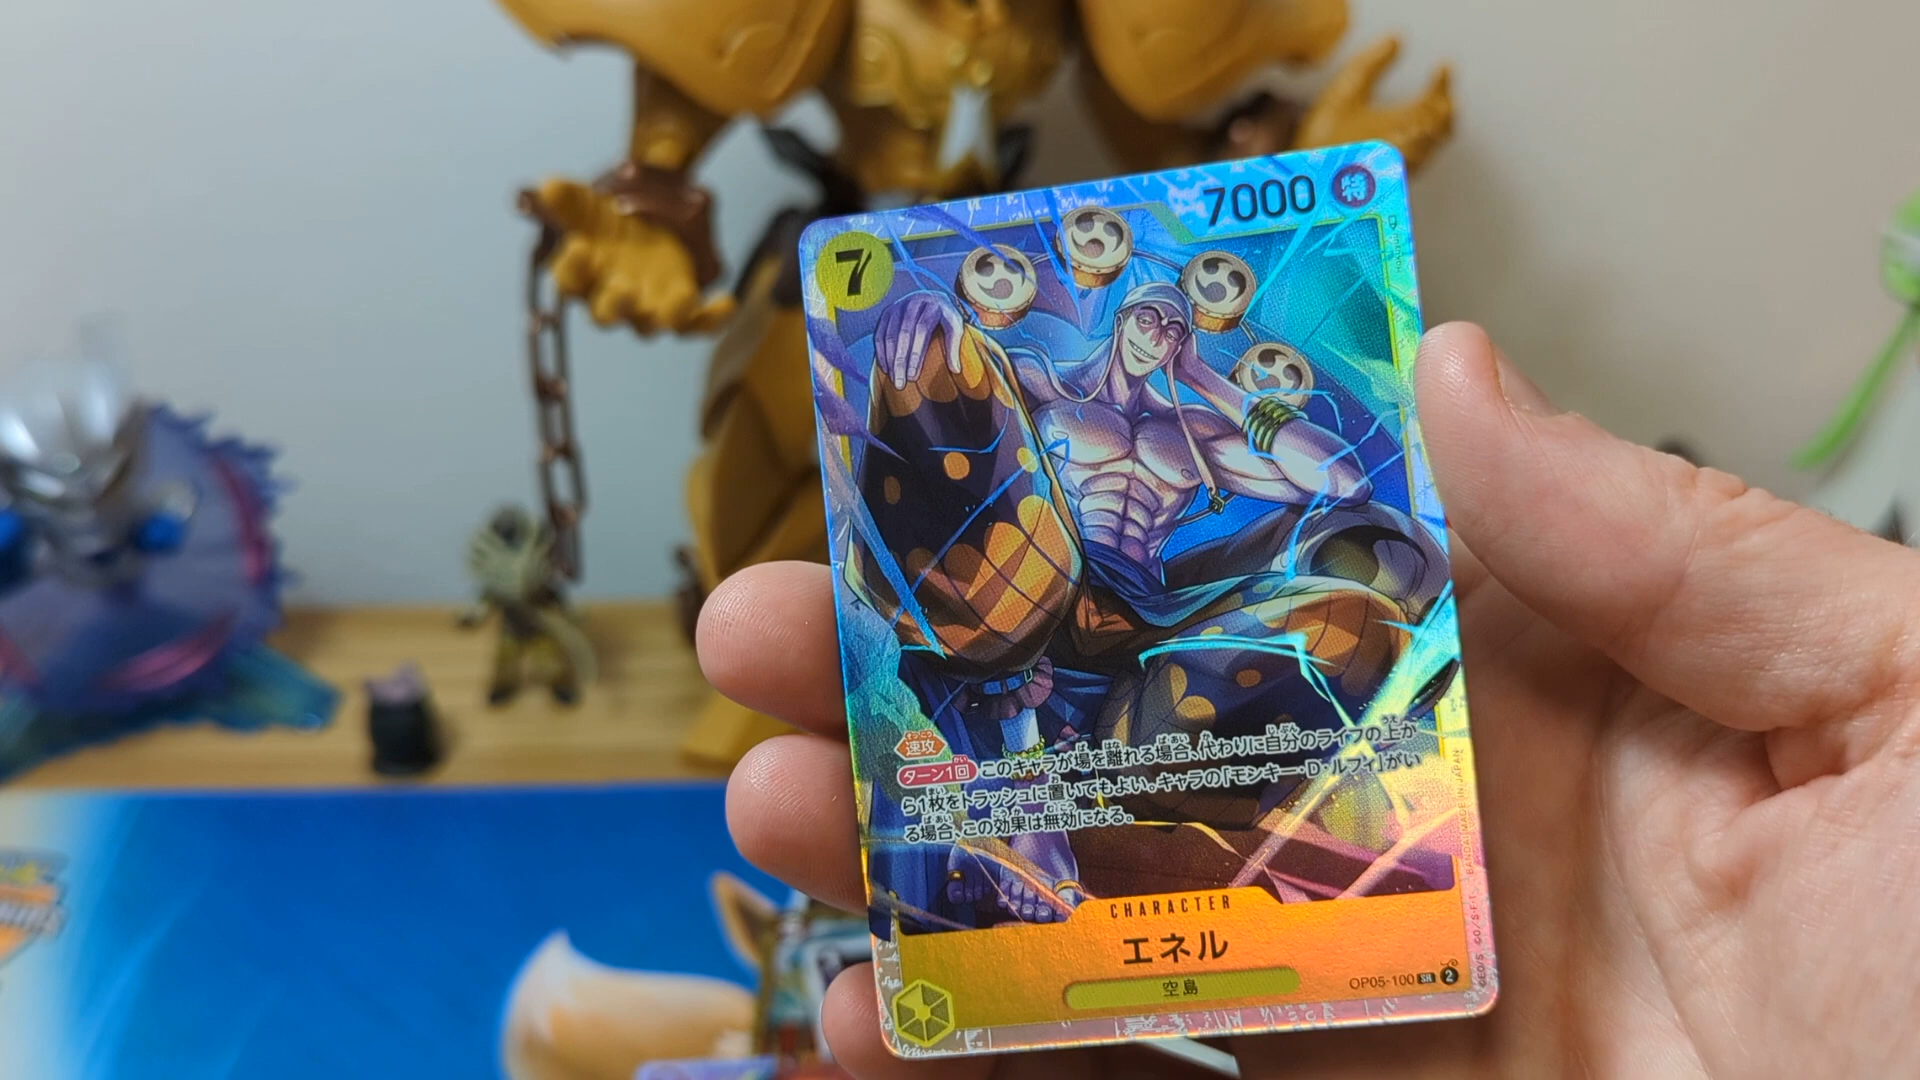 7000 特
7
速攻
ターン1回 このキャラが場を離れる場合、代わりに自分のライフの上か
ら1枚をトラッシュに置いてもよい。キャラの「モンキー・D・ルフィ」がい
る場合、この効果は無効になる。
CHARACTER
エネル
空島
OP05-100 SR 2
BANDAI MADE IN JAPAN